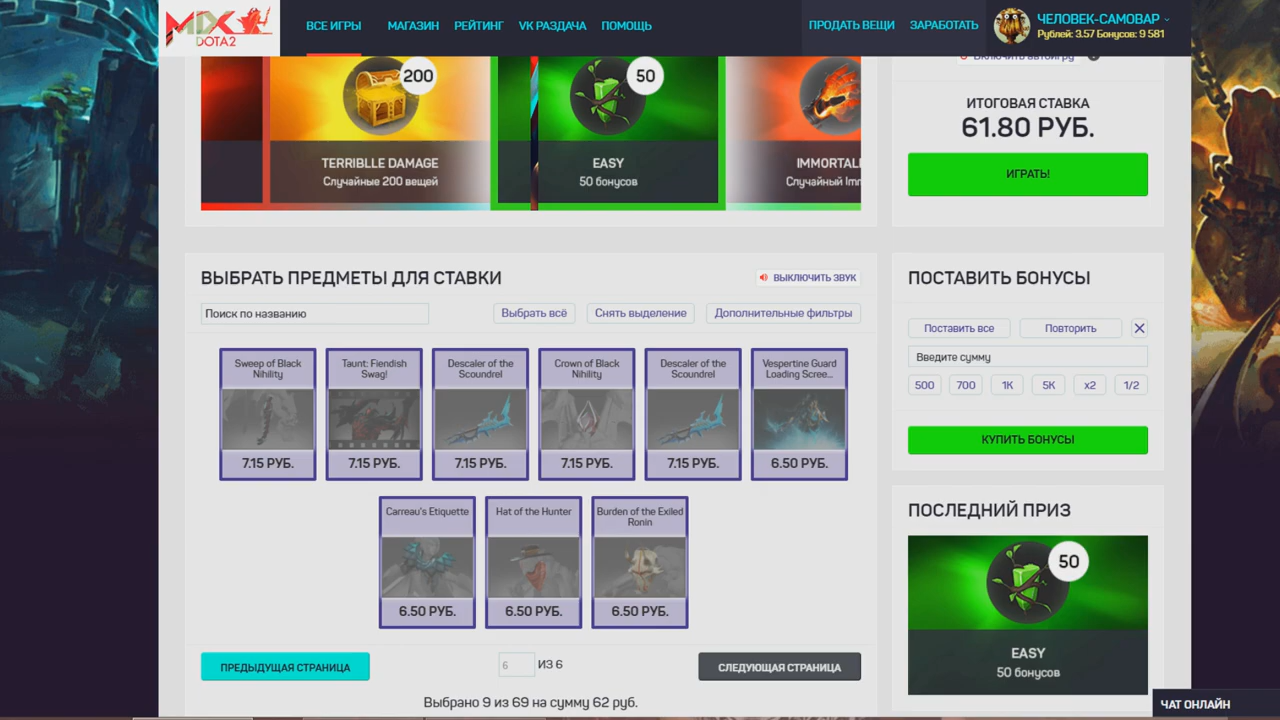 MIX
DOTA2
ВСЕ ИГРЫ
МАГАЗИН
РЕЙТИНГ
VK РАЗДАЧА
ПОМОЩЬ
ПРОДАТЬ ВЕЩИ
ЗАРАБОТАТЬ
ЧЕЛОВЕК-САМОВАР
Рублей: 3.57 Бонусов: 9 581
200
TERRIBLLE DAMAGE
Случайные 200 вещей
50
EASY
50 бонусов
IMMORTAL
Случайный Imm
Включить автоигру
ИТОГОВАЯ СТАВКА
61.80 РУБ.
ИГРАТЬ!
ВЫБРАТЬ ПРЕДМЕТЫ ДЛЯ СТАВКИ
ВЫКЛЮЧИТЬ ЗВУК
Поиск по названию
Выбрать всё
Снять выделение
Дополнительные фильтры
Sweep of Black
Nihility
7.15 РУБ.
Taunt: Fiendish
Swag!
7.15 РУБ.
Descaler of the
Scoundrel
7.15 РУБ.
Crown of Black
Nihility
7.15 РУБ.
Descaler of the
Scoundrel
7.15 РУБ.
Vespertine Guard
Loading Scree...
6.50 РУБ.
Carreau's Etiquette
6.50 РУБ.
Hat of the Hunter
6.50 РУБ.
Burden of the Exiled
Ronin
6.50 РУБ.
ПРЕДЫДУЩАЯ СТРАНИЦА
6 ИЗ 6
СЛЕДУЮЩАЯ СТРАНИЦА
Выбрано 9 из 69 на сумму 62 руб.
ПОСТАВИТЬ БОНУСЫ
Поставить все
Повторить
Введите сумму
500
700
1K
5K
x2
1/2
КУПИТЬ БОНУСЫ
ПОСЛЕДНИЙ ПРИЗ
50
EASY
50 бонусов
ЧАТ ОНЛАЙН